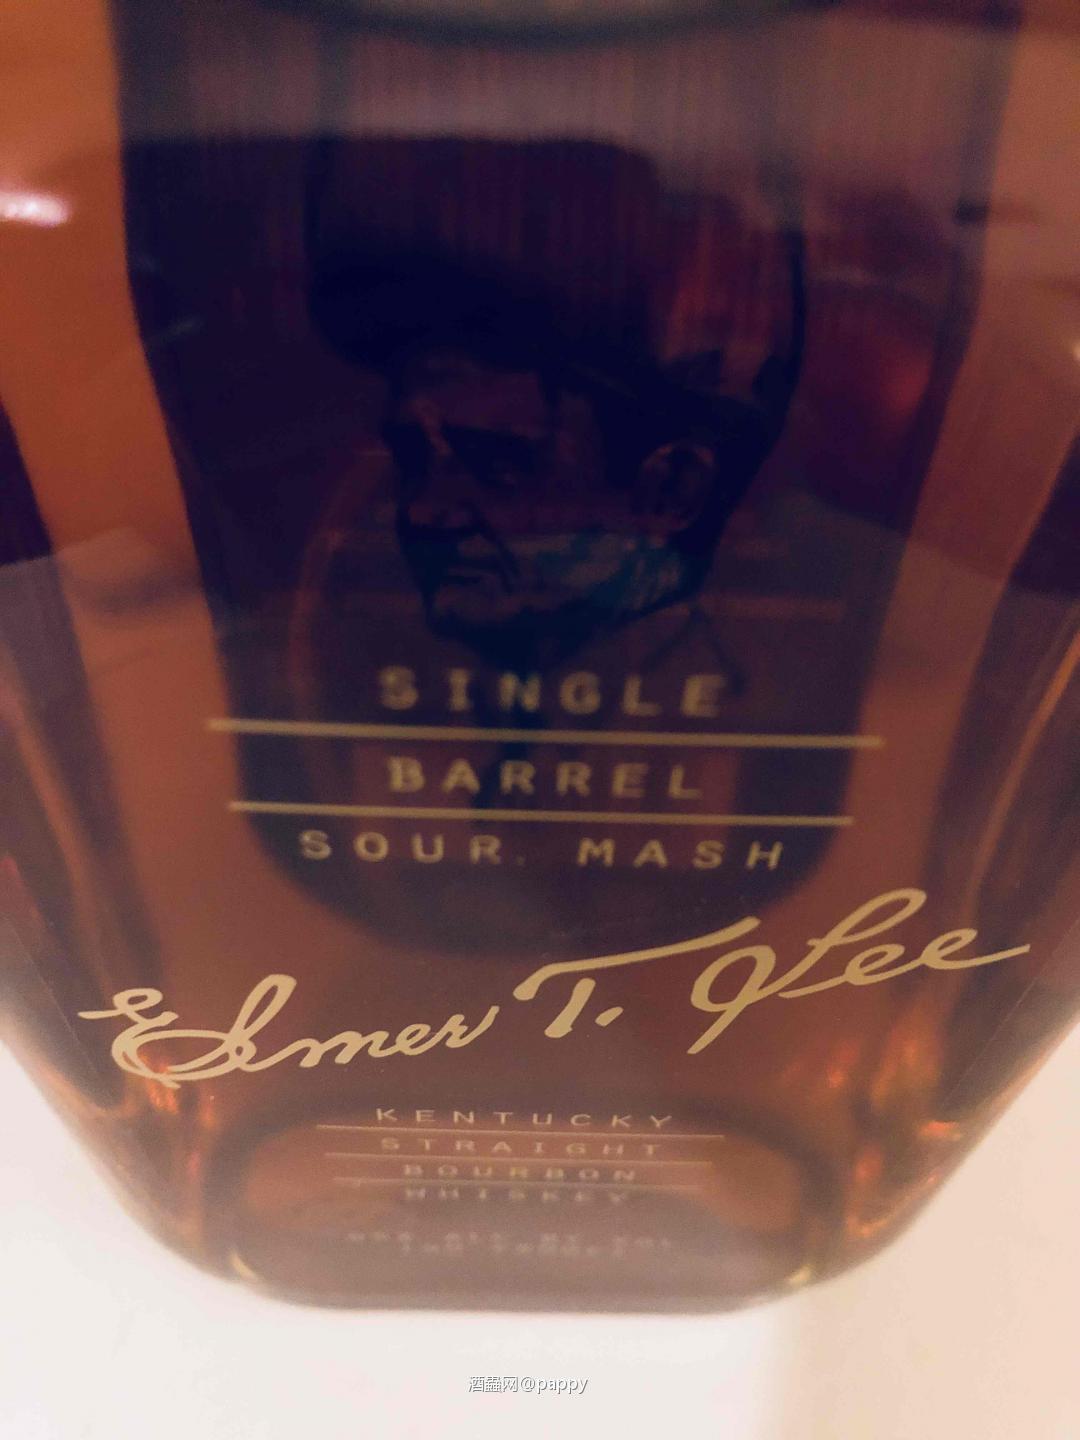 SINGLE
BARREL
SOUR MASH
Elmer T. Lee
KENTUCKY
STRAIGHT
BOURBON
WHISKEY
酒蟲网@pappy